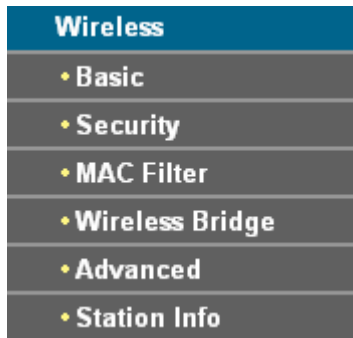 Wireless
• Basic
• Security
• MAC Filter
• Wireless Bridge
• Advanced
• Station Info